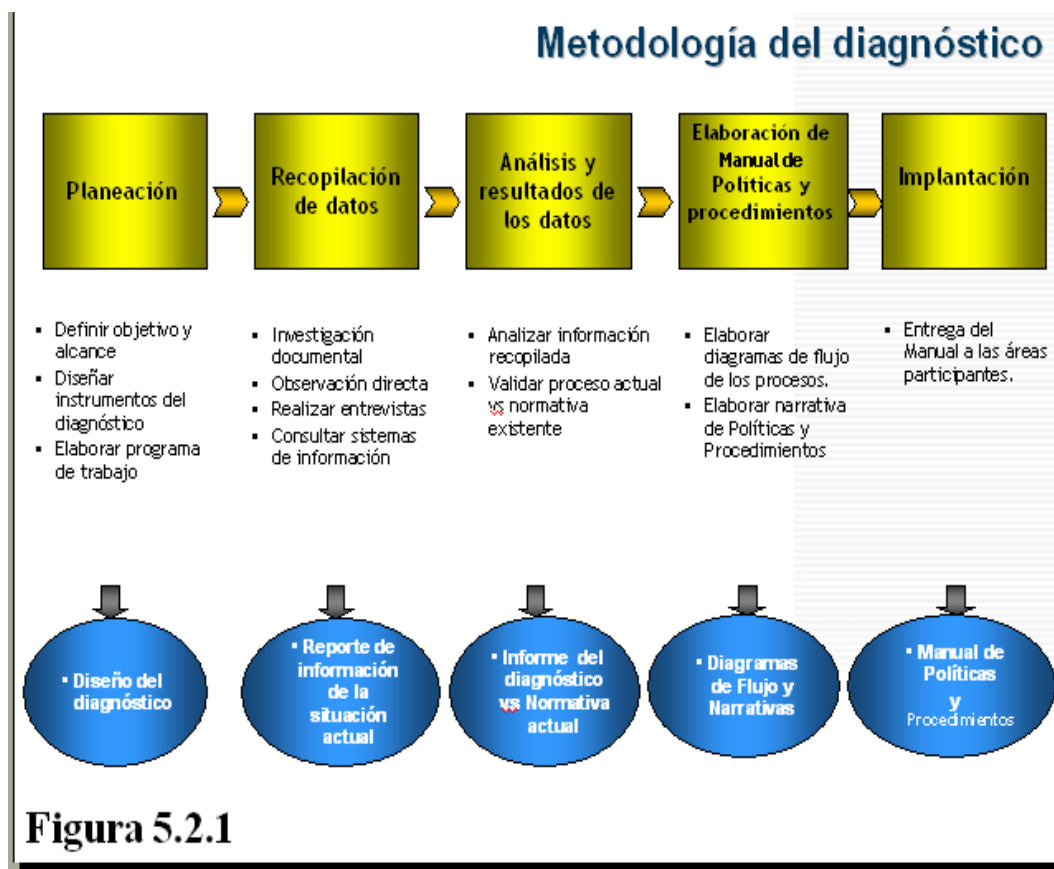 Metodología del diagnóstico
Planeación
Recopilación
de datos
Análisis y
resultados de
los datos
Elaboración de
Manual de
Políticas y
procedimientos
Implantación
▪ Definir objetivo y
alcance
▪ Diseñar
instrumentos del
diagnóstico
▪ Elaborar programa
de trabajo
▪ Investigación
documental
▪ Observación directa
▪ Realizar entrevistas
▪ Consultar sistemas
de información
▪ Analizar información
recopilada
▪ Validar proceso actual
vs normativa
existente
▪ Elaborar
diagramas de flujo
de los procesos.
▪ Elaborar narrativa
de Políticas y
Procedimientos
▪ Entrega del
Manual a las áreas
participantes.
▪ Diseño del
diagnóstico
▪ Reporte de
información
de la
situación
actual
▪ Informe del
diagnóstico
vs Normativa
actual
▪ Diagramas
de Flujo y
Narrativas
▪ Manual de
Políticas
y
Procedimientos
Figura 5.2.1